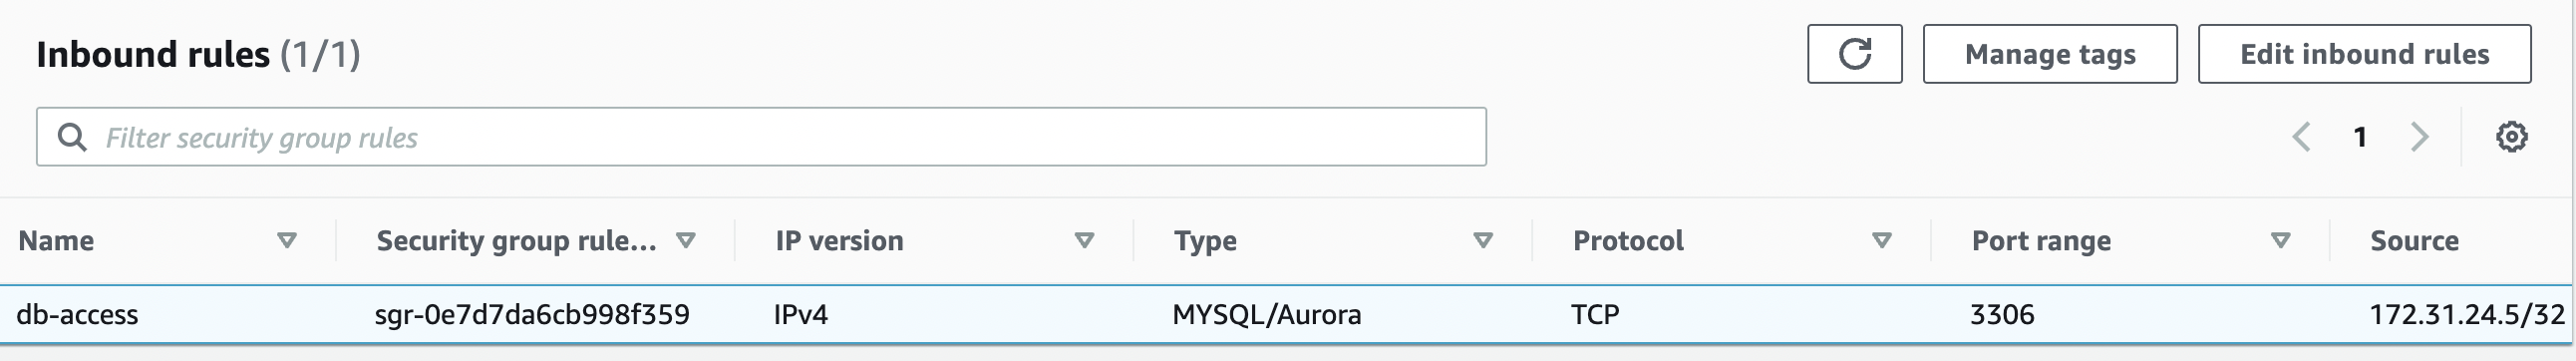 Inbound rules (1/1)
Manage tags
Edit inbound rules
Filter security group rules
1
Name Security group rule... IP version Type Protocol Port range Source
db-access sgr-0e7d7da6cb998f359 IPv4 MYSQL/Aurora TCP 3306 172.31.24.5/32